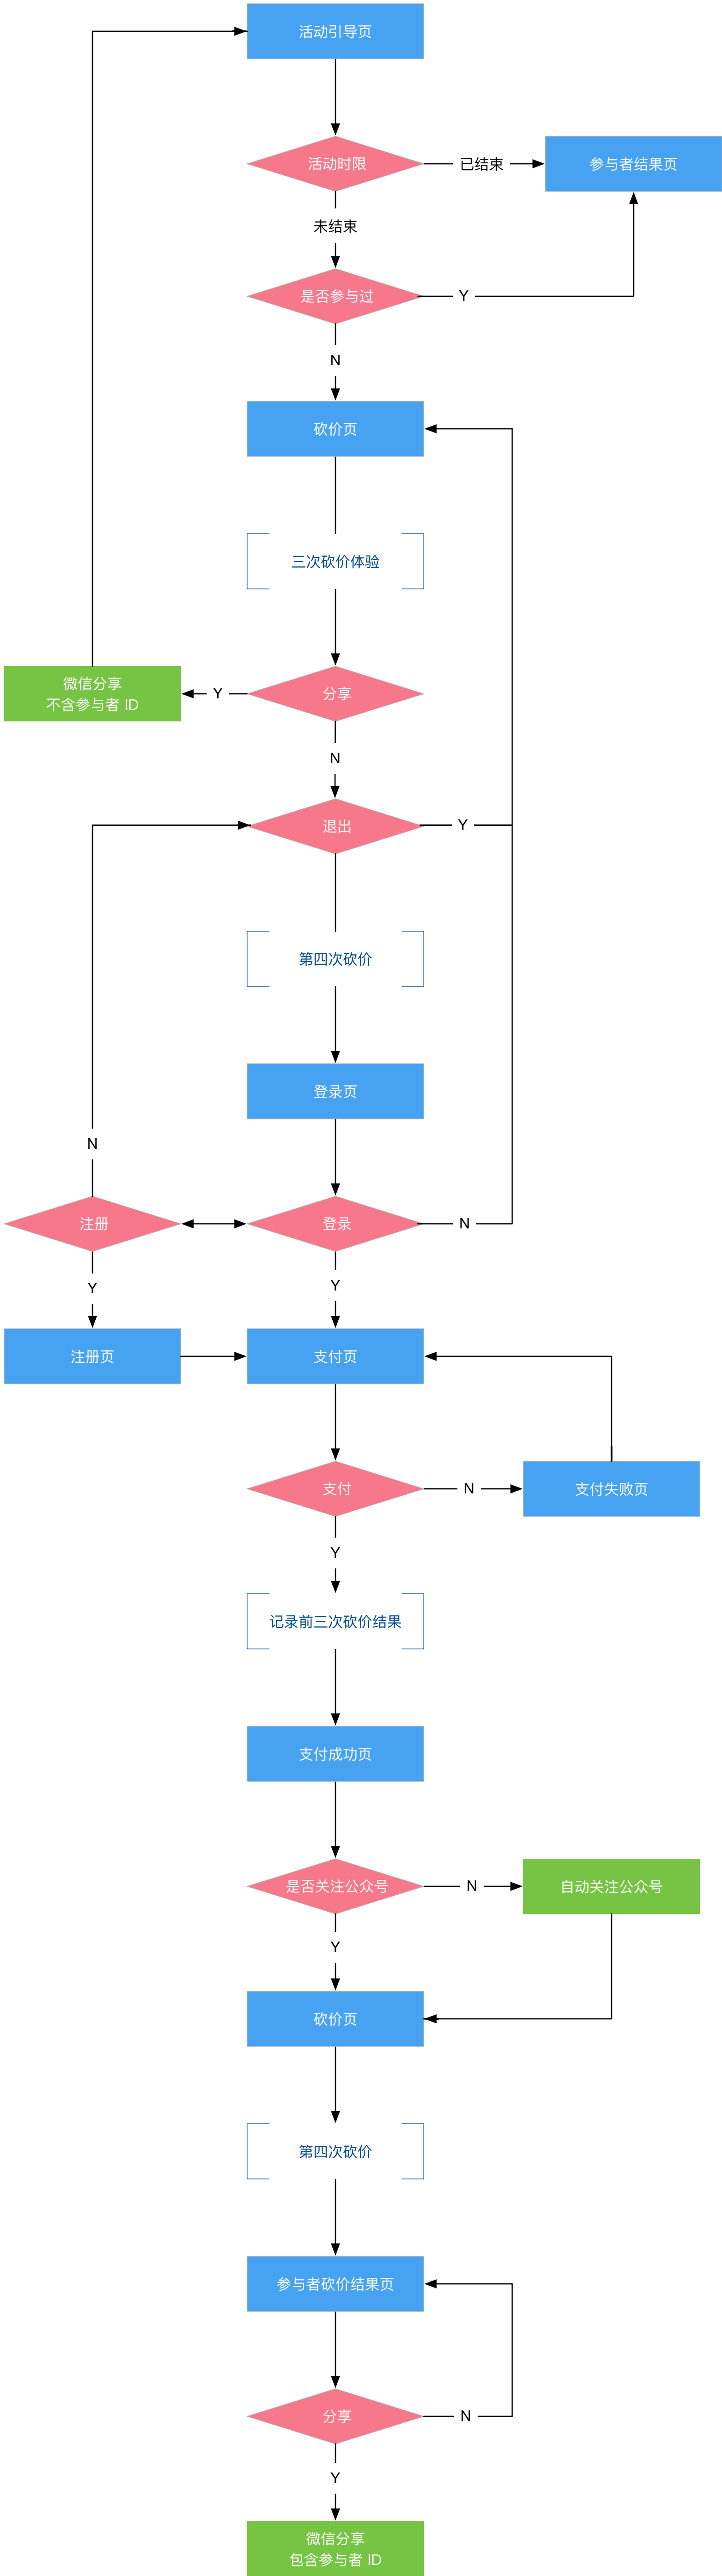 活动引导页
活动时限
已结束
参与者结果页
未结束
是否参与过
Y
N
砍价页
三次砍价体验
微信分享
不含参与者 ID
Y
分享
N
退出
Y
第四次砍价
登录页
N
注册
登录
N
Y
Y
注册页
支付页
支付
N
支付失败页
Y
记录前三次砍价结果
支付成功页
是否关注公众号
N
自动关注公众号
Y
砍价页
第四次砍价
参与者砍价结果页
分享
N
Y
微信分享
包含参与者 ID